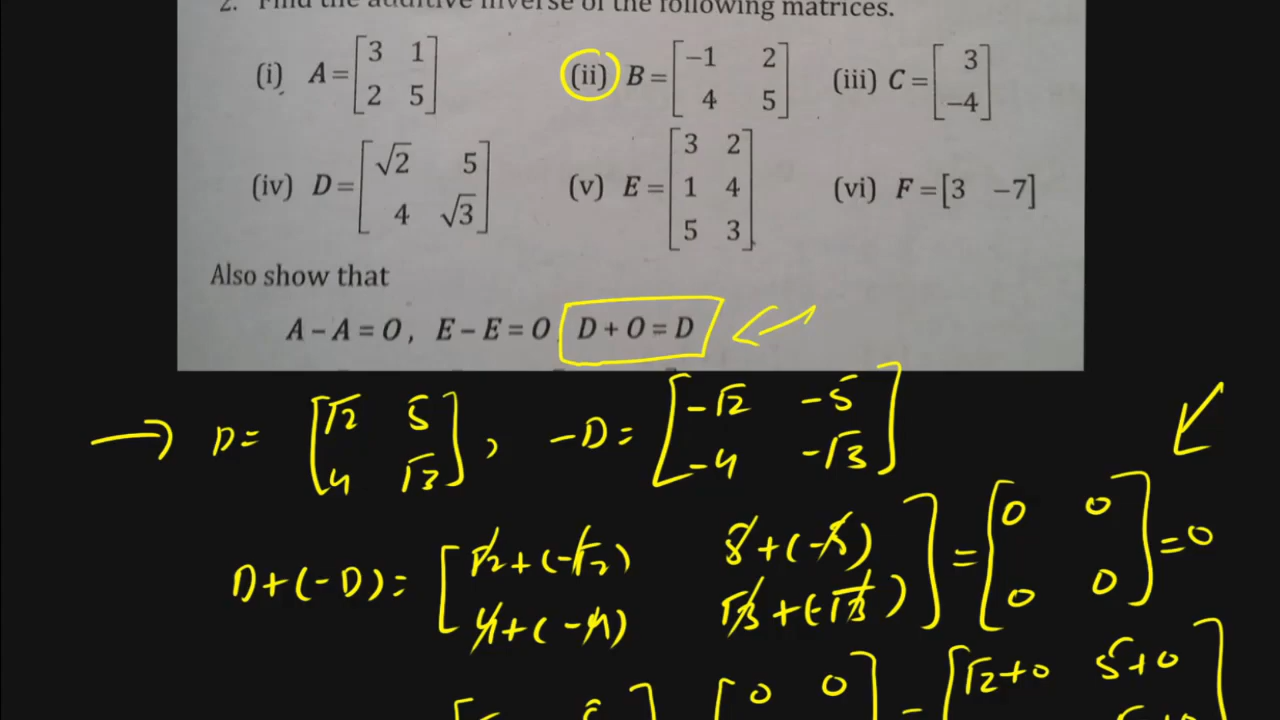 2. Find the additive inverse of the following matrices.
(i) A = [3 1; 2 5] (ii) B = [−1 2; 4 5] (iii) C = [3; −4]
(iv) D = [√2 5; 4 √3] (v) E = [3 2; 1 4; 5 3] (vi) F = [3 −7]
Also show that
A − A = O, E − E = O D + O = D
→ D = [√2 5; 4 √3], −D = [−√2 −5; −4 −√3]
D+(−D) = [√2+(−√2) 5+(−5); 4+(−4) √3+(−√3)] = [0 0; 0 0] = 0
[0 0 = [√2+0 5+0